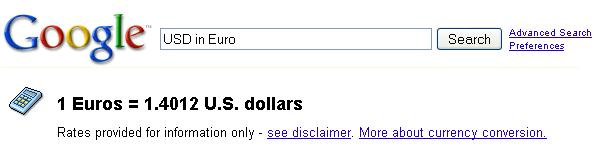 Google™ USD in Euro Search Advanced Search
Preferences
1 Euros = 1.4012 U.S. dollars
Rates provided for information only - see disclaimer. More about currency conversion.